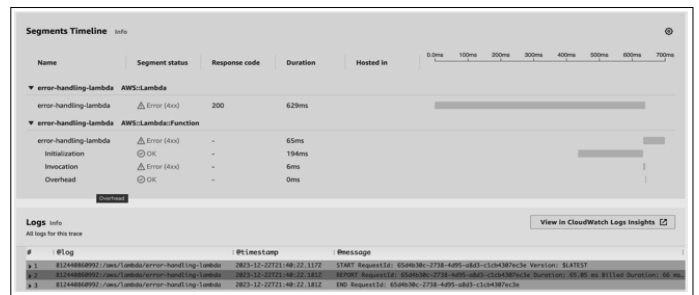 Segments Timeline Info
Name Segment status Response code Duration Hosted in 0.0ms 100ms 200ms 300ms 400ms 500ms 600ms 700ms
▼ error-handling-lambda AWS::Lambda
error-handling-lambda Error (4xx) 200 629ms
▼ error-handling-lambda AWS::Lambda::Function
error-handling-lambda Error (4xx) - 65ms
Initialization OK - 194ms
Invocation Error (4xx) - 6ms
Overhead OK - 0ms
Overhead
Logs Info
View in CloudWatch Logs Insights
All logs for this trace
# @log @timestamp @message
1 812440860992:/aws/lambda/error-handling-lambda 2023-12-22T21:40:22.117Z START RequestId: 65d4b30c-2738-4d95-a8d3-c1cb4307ec3e Version: $LATEST
2 812440860992:/aws/lambda/error-handling-lambda 2023-12-22T21:40:22.181Z REPORT RequestId: 65d4b30c-2738-4d95-a8d3-c1cb4307ec3e Duration: 65.05 ms Billed Duration: 66 mo…
3 812440860992:/aws/lambda/error-handling-lambda 2023-12-22T21:40:22.181Z END RequestId: 65d4b30c-2738-4d95-a8d3-c1cb4307ec3e